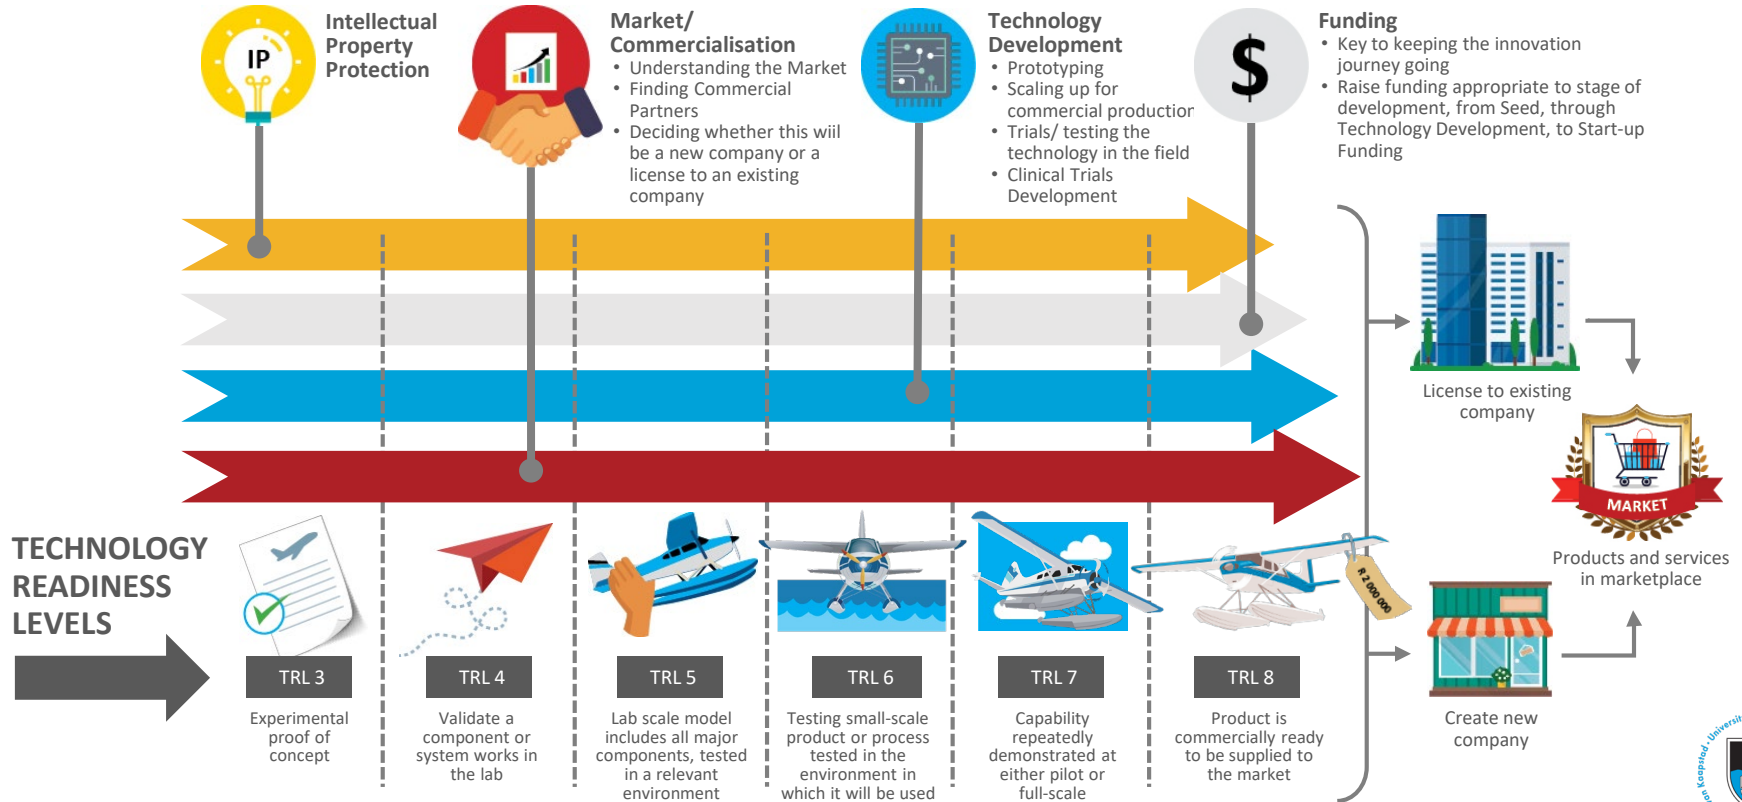 IP
Intellectual
Property
Protection
Market/
Commercialisation
• Understanding the Market
• Finding Commercial
Partners
• Deciding whether this wiil
be a new company or a
license to an existing
company
Technology
Development
• Prototyping
• Scaling up for
commercial production
• Trials/ testing the
technology in the field
• Clinical Trials
Development
$
Funding
• Key to keeping the innovation
journey going
• Raise funding appropriate to stage of
development, from Seed, through
Technology Development, to Start-up
Funding
License to existing
company
MARKET
Products and services
in marketplace
Create new
company
TECHNOLOGY
READINESS
LEVELS
R 2 000 000
TRL 3
Experimental
proof of
concept
TRL 4
Validate a
component or
system works in
the lab
TRL 5
Lab scale model
includes all major
components, tested
in a relevant
environment
TRL 6
Testing small-scale
product or process
tested in the
environment in
which it will be used
TRL 7
Capability
repeatedly
demonstrated at
either pilot or
full-scale
TRL 8
Product is
commercially ready
to be supplied to
the market
Kaapstad · Universit